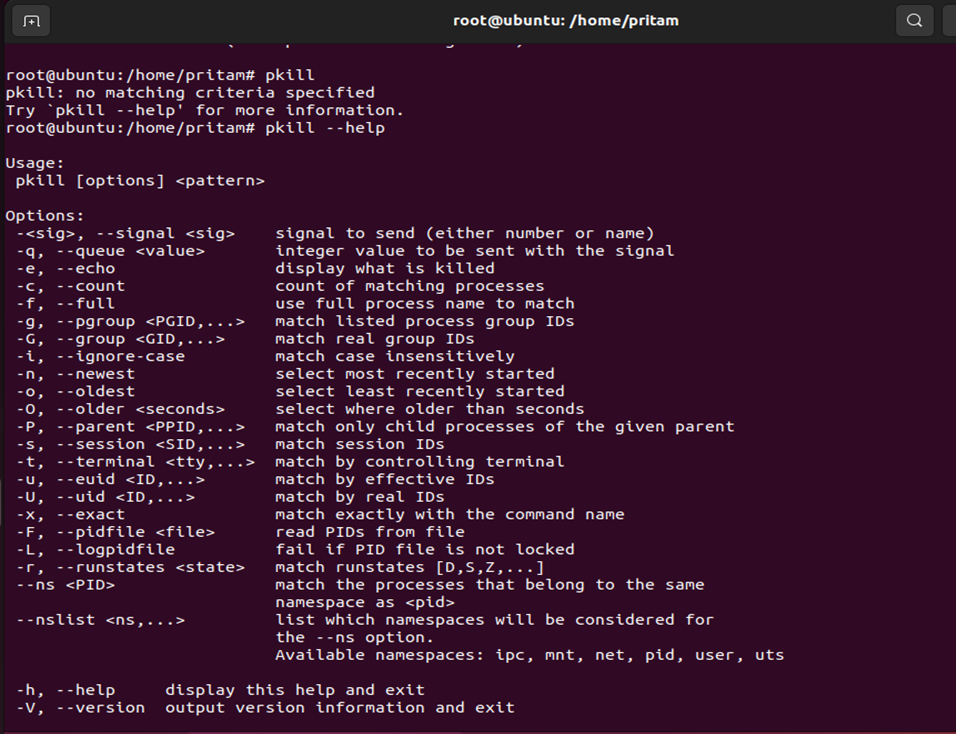 root@ubuntu: /home/pritam
root@ubuntu:/home/pritam# pkill
pkill: no matching criteria specified
Try `pkill --help' for more information.
root@ubuntu:/home/pritam# pkill --help
Usage:
 pkill [options] <pattern>
Options:
 -<sig>, --signal <sig>    signal to send (either number or name)
 -q, --queue <value>       integer value to be sent with the signal
 -e, --echo                display what is killed
 -c, --count               count of matching processes
 -f, --full                use full process name to match
 -g, --pgroup <PGID,...>   match listed process group IDs
 -G, --group <GID,...>     match real group IDs
 -i, --ignore-case         match case insensitively
 -n, --newest              select most recently started
 -o, --oldest              select least recently started
 -O, --older <seconds>     select where older than seconds
 -P, --parent <PPID,...>   match only child processes of the given parent
 -s, --session <SID,...>   match session IDs
 -t, --terminal <tty,...>  match by controlling terminal
 -u, --euid <ID,...>       match by effective IDs
 -U, --uid <ID,...>        match by real IDs
 -x, --exact               match exactly with the command name
 -F, --pidfile <file>      read PIDs from file
 -L, --logpidfile          fail if PID file is not locked
 -r, --runstates <state>   match runstates [D,S,Z,...]
 --ns <PID>                match the processes that belong to the same
                           namespace as <pid>
 --nslist <ns,...>         list which namespaces will be considered for
                           the --ns option.
                           Available namespaces: ipc, mnt, net, pid, user, uts
 -h, --help     display this help and exit
 -V, --version  output version information and exit